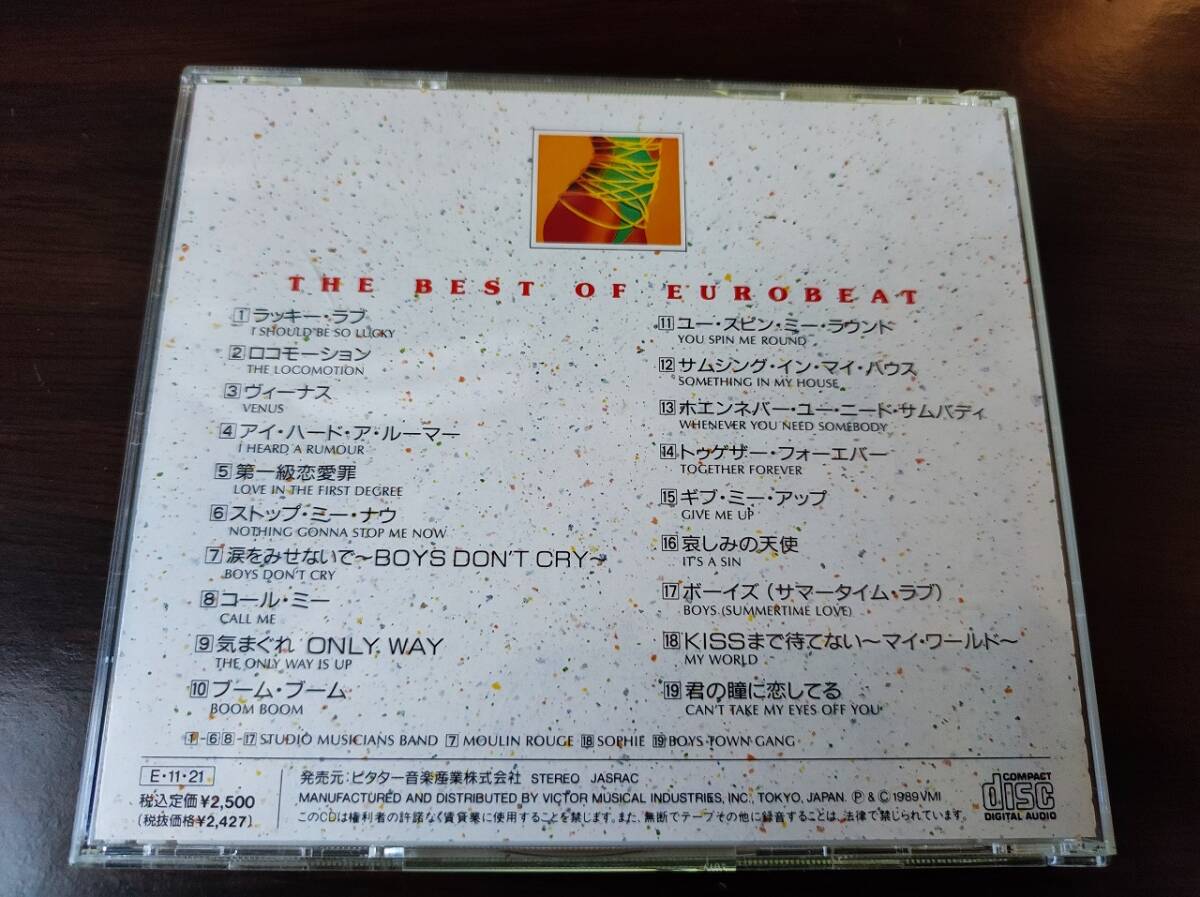 THE BEST OF EUROBEAT
1 ラッキー・ラブ
I SHOULD BE SO LUCKY
2 ロコモーション
THE LOCOMOTION
3 ヴィーナス
VENUS
4 アイ・ハード・ア・ルーマー
I HEARD A RUMOUR
5 第一級恋愛罪
LOVE IN THE FIRST DEGREE
6 ストップ・ミー・ナウ
NOTHING GONNA STOP ME NOW
7 涙をみせないで〜BOYS DON'T CRY〜
BOYS DON'T CRY
8 コール・ミー
CALL ME
9 気まぐれ ONLY WAY
THE ONLY WAY IS UP
10 ブーム・ブーム
BOOM BOOM
11 ユー・スピン・ミー・ラウンド
YOU SPIN ME ROUND
12 サムシング・イン・マイ・ハウス
SOMETHING IN MY HOUSE
13 ホエンネバー・ユー・ニード・サムバディ
WHENEVER YOU NEED SOMEBODY
14 トゥゲザー・フォーエバー
TOGETHER FOREVER
15 ギブ・ミー・アップ
GIVE ME UP
16 哀しみの天使
IT'S A SIN
17 ボーイズ（サマータイム・ラブ）
BOYS (SUMMERTIME LOVE)
18 KISSまで待てない〜マイ・ワールド〜
MY WORLD
19 君の瞳に恋してる
CAN'T TAKE MY EYES OFF YOU
1-6 8-17 STUDIO MUSICIANS BAND 7 MOULIN ROUGE 18 SOPHIE 19 BOYS TOWN GANG
E・11・21
税込定価¥2,500
(税抜価格¥2,427)
発売元:ビクター音楽産業株式会社 STEREO JASRAC
MANUFACTURED AND DISTRIBUTED BY VICTOR MUSICAL INDUSTRIES, INC., TOKYO, JAPAN. Ⓟ & © 1989 VMI
このCDは権利者の許諾なく賃貸業に使用することを禁じます。また、無断でテープその他に録音することは、法律で禁じられています。
COMPACT
disc
DIGITAL AUDIO